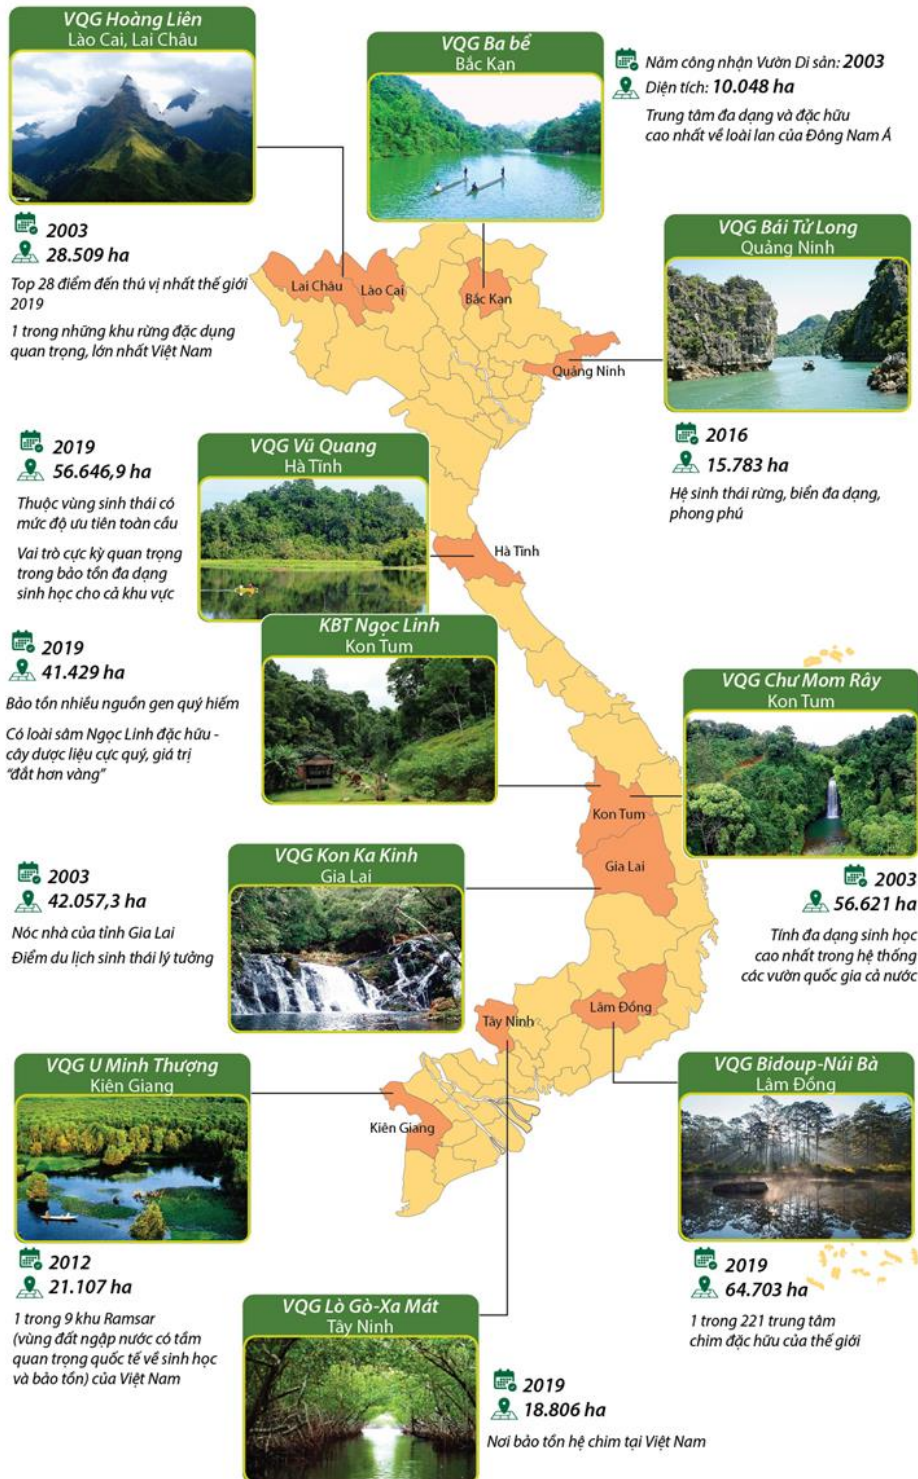 VQG Hoàng Liên
Lào Cai, Lai Châu
2003
28.509 ha
Top 28 điểm đến thú vị nhất thế giới
2019
1 trong những khu rừng đặc dụng
quan trọng, lớn nhất Việt Nam
VQG Ba bể
Bắc Kạn
Năm công nhận Vườn Di sản: 2003
Diện tích: 10.048 ha
Trung tâm đa dạng và đặc hữu
cao nhất về loài lan của Đông Nam Á
VQG Bái Tử Long
Quảng Ninh
2016
15.783 ha
Hệ sinh thái rừng, biển đa dạng,
phong phú
Lai Châu
Lào Cai
Bắc Kạn
Quảng Ninh
2019
56.646,9 ha
Thuộc vùng sinh thái có
mức độ ưu tiên toàn cầu
Vai trò cực kỳ quan trọng
trong bảo tồn đa dạng
sinh học cho cả khu vực
VQG Vũ Quang
Hà Tĩnh
Hà Tĩnh
2019
41.429 ha
Bảo tồn nhiều nguồn gen quý hiếm
Có loài sâm Ngọc Linh đặc hữu -
cây dược liệu cực quý, giá trị
"đắt hơn vàng"
KBT Ngọc Linh
Kon Tum
VQG Chư Mom Rây
Kon Tum
2003
56.621 ha
Tính đa dạng sinh học
cao nhất trong hệ thống
các vườn quốc gia cả nước
Kon Tum
Gia Lai
2003
42.057,3 ha
Nóc nhà của tỉnh Gia Lai
Điểm du lịch sinh thái lý tưởng
VQG Kon Ka Kinh
Gia Lai
Tây Ninh
Lâm Đồng
Kiên Giang
VQG U Minh Thượng
Kiên Giang
2012
21.107 ha
1 trong 9 khu Ramsar
(vùng đất ngập nước có tầm
quan trọng quốc tế về sinh học
và bảo tồn) của Việt Nam
VQG Bidoup-Núi Bà
Lâm Đồng
2019
64.703 ha
1 trong 221 trung tâm
chim đặc hữu của thế giới
VQG Lò Gò-Xa Mát
Tây Ninh
2019
18.806 ha
Nơi bảo tồn hệ chim tại Việt Nam